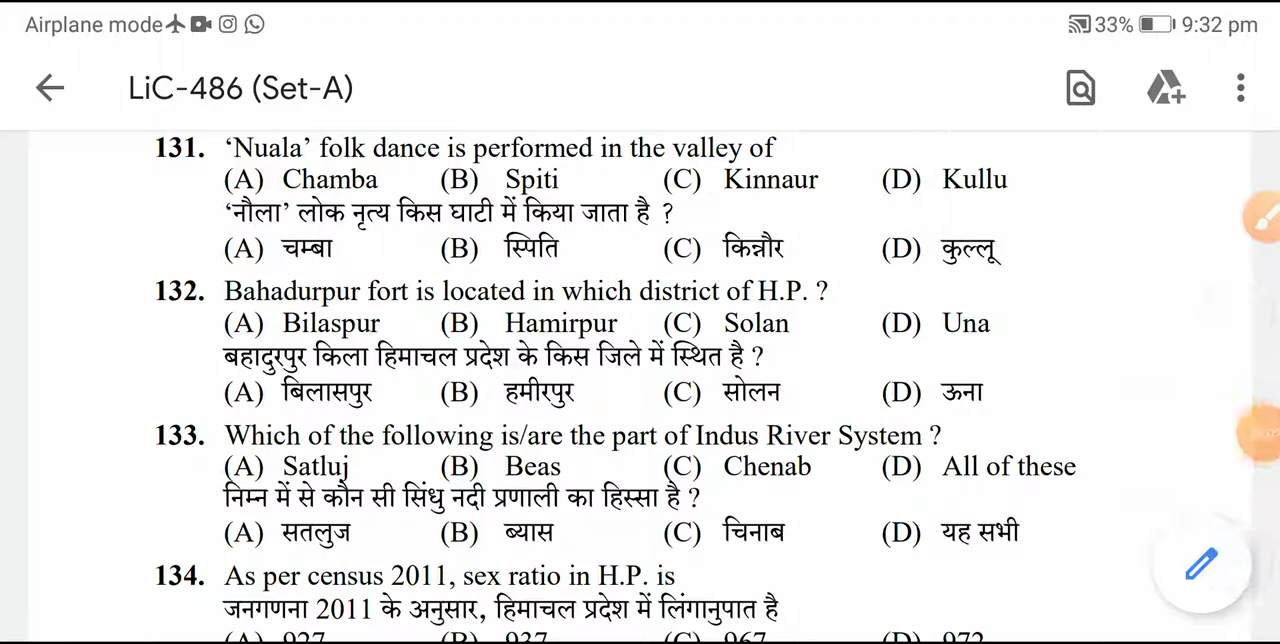 Airplane mode 33% 9:32 pm
LiC-486 (Set-A)
131. ‘Nuala’ folk dance is performed in the valley of
(A) Chamba (B) Spiti (C) Kinnaur (D) Kullu
‘नौला’ लोक नृत्य किस घाटी में किया जाता है ?
(A) चम्बा (B) स्पिति (C) किन्नौर (D) कुल्लू
132. Bahadurpur fort is located in which district of H.P. ?
(A) Bilaspur (B) Hamirpur (C) Solan (D) Una
बहादुरपुर किला हिमाचल प्रदेश के किस जिले में स्थित है ?
(A) बिलासपुर (B) हमीरपुर (C) सोलन (D) ऊना
133. Which of the following is/are the part of Indus River System ?
(A) Satluj (B) Beas (C) Chenab (D) All of these
निम्न में से कौन सी सिंधु नदी प्रणाली का हिस्सा है ?
(A) सतलुज (B) ब्यास (C) चिनाब (D) यह सभी
134. As per census 2011, sex ratio in H.P. is
जनगणना 2011 के अनुसार, हिमाचल प्रदेश में लिंगानुपात है
(A) 927 (B) 937 (C) 967 (D) 972